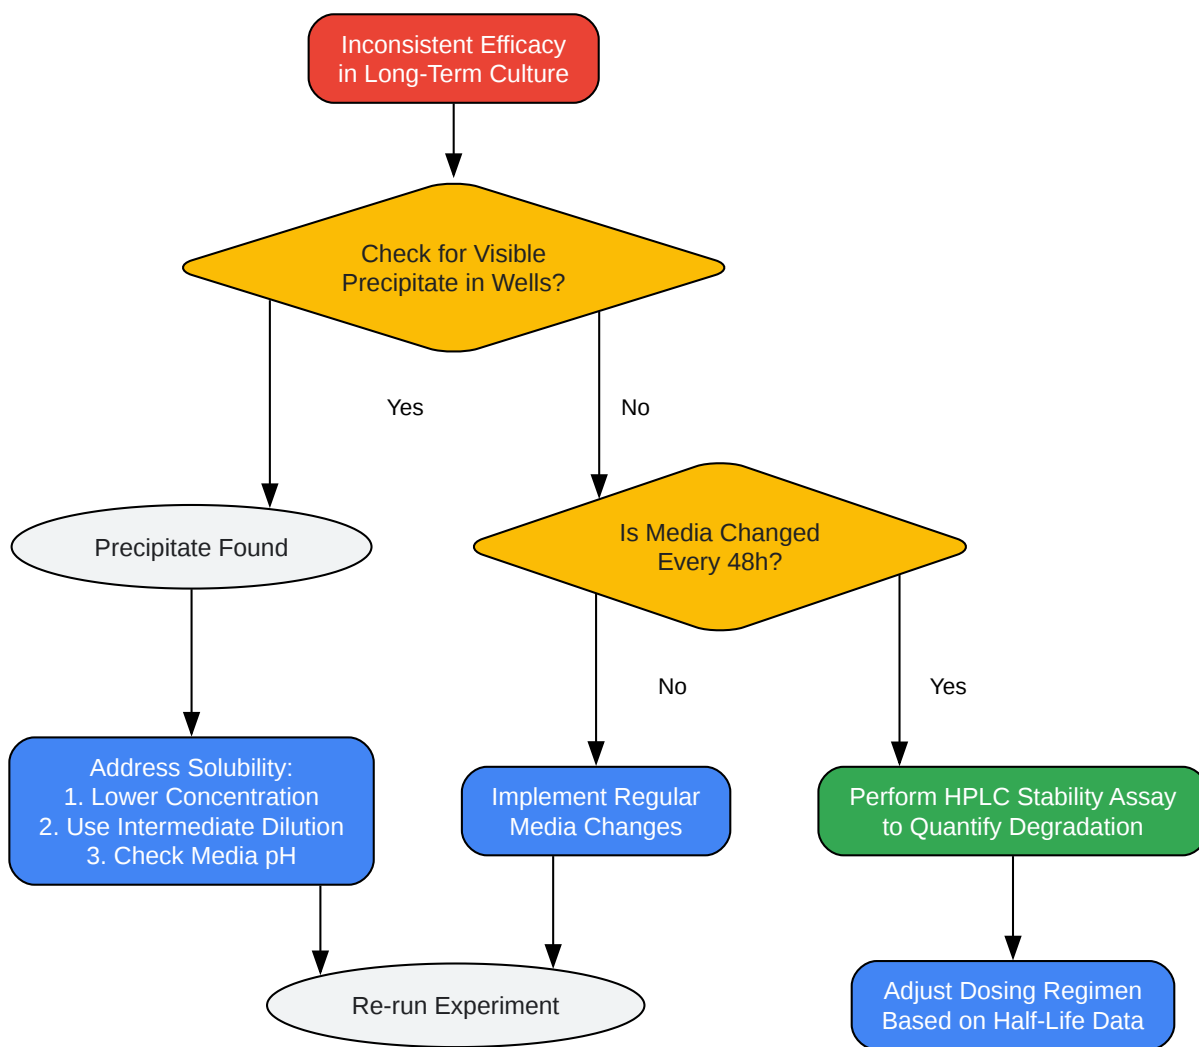 Inconsistent Efficacy
in Long-Term Culture
Check for Visible
Precipitate in Wells?
Yes
No
Precipitate Found
Is Media Changed
Every 48h?
No
Yes
Address Solubility:
1. Lower Concentration
2. Use Intermediate Dilution
3. Check Media pH
Implement Regular
Media Changes
Perform HPLC Stability Assay
to Quantify Degradation
Re-run Experiment
Adjust Dosing Regimen
Based on Half-Life Data